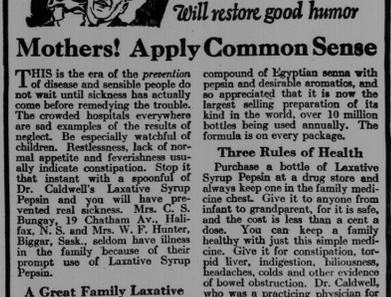 Will restore good humor
Mothers! Apply Common Sense
THIS is the era of the prevention
of disease and sensible people do
not wait until sickness has actually
come before remedying the trouble.
The crowded hospitals everywhere
are sad examples of the results of
neglect. Be especially watchful of
children. Restlessness, lack of nor-
mal appetite and feverishness usu-
ally indicate constipation. Stop it
that instant with a spoonful of
Dr. Caldwell's Laxative Syrup
Pepsin and you will have pre-
vented real sickness. Mrs. C. S.
Bungay, 19 Chatham Av., Hali-
fax, N. S. and Mrs. W. F. Hunter,
Biggar, Sask., seldom have illness
in the family because of their
prompt use of Laxative Syrup
Pepsin.
A Great Family Laxative
compound of Egyptian senna with
pepsin and desirable aromatics, and
so appreciated that it is now the
largest selling preparation of its
kind in the world, over 10 million
bottles being used annually. The
formula is on every package.
Three Rules of Health
Purchase a bottle of Laxative
Syrup Pepsin at a drug store and
always keep one in the family medi-
cine chest. Give it to anyone from
infant to grandparent, for it is safe,
and the cost is less than a cent a
dose. You can keep a family
healthy with just this simple medi-
cine. Give it for constipation, tor-
pid liver, indigestion, biliousness,
headaches, colds and other evidence
of bowel obstruction. Dr. Caldwell,
who was a practicing physician for